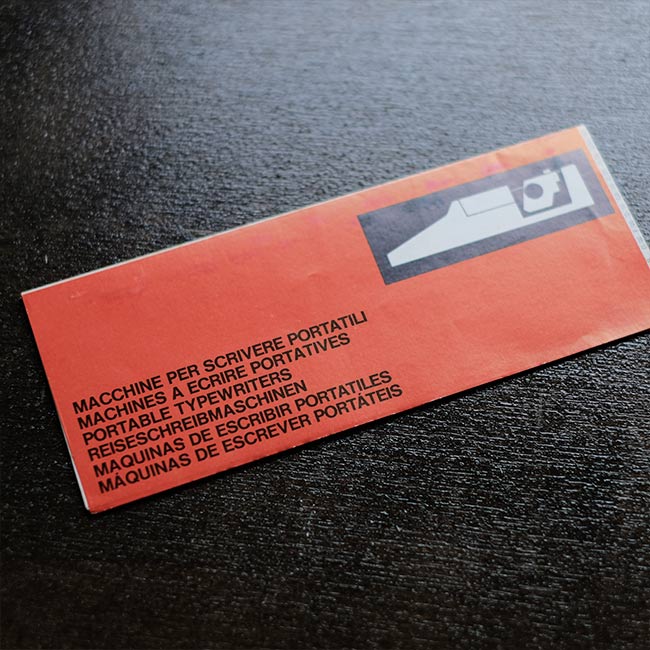 MACCHINE PER SCRIVERE PORTATILI
MACHINES A ECRIRE PORTATIVES
PORTABLE TYPEWRITERS
REISESCHREIBMASCHINEN
MAQUINAS DE ESCRIBIR PORTATILES
MÁQUINAS DE ESCREVER PORTÁTEIS